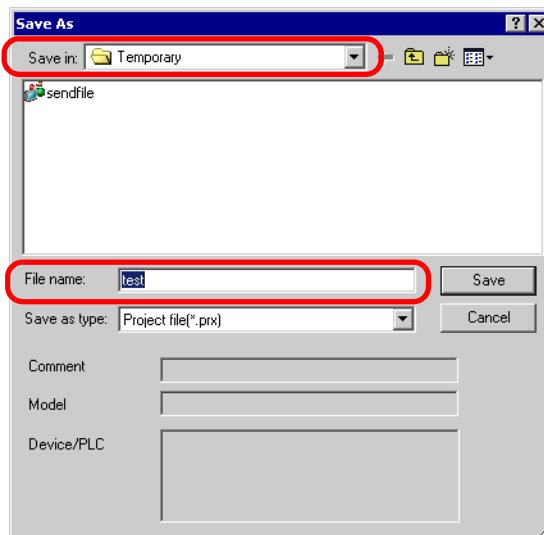 Save As
Save in: Temporary
sendfile
File name: test
Save
Save as type: Project file(*.prx)
Cancel
Comment
Model
Device/PLC